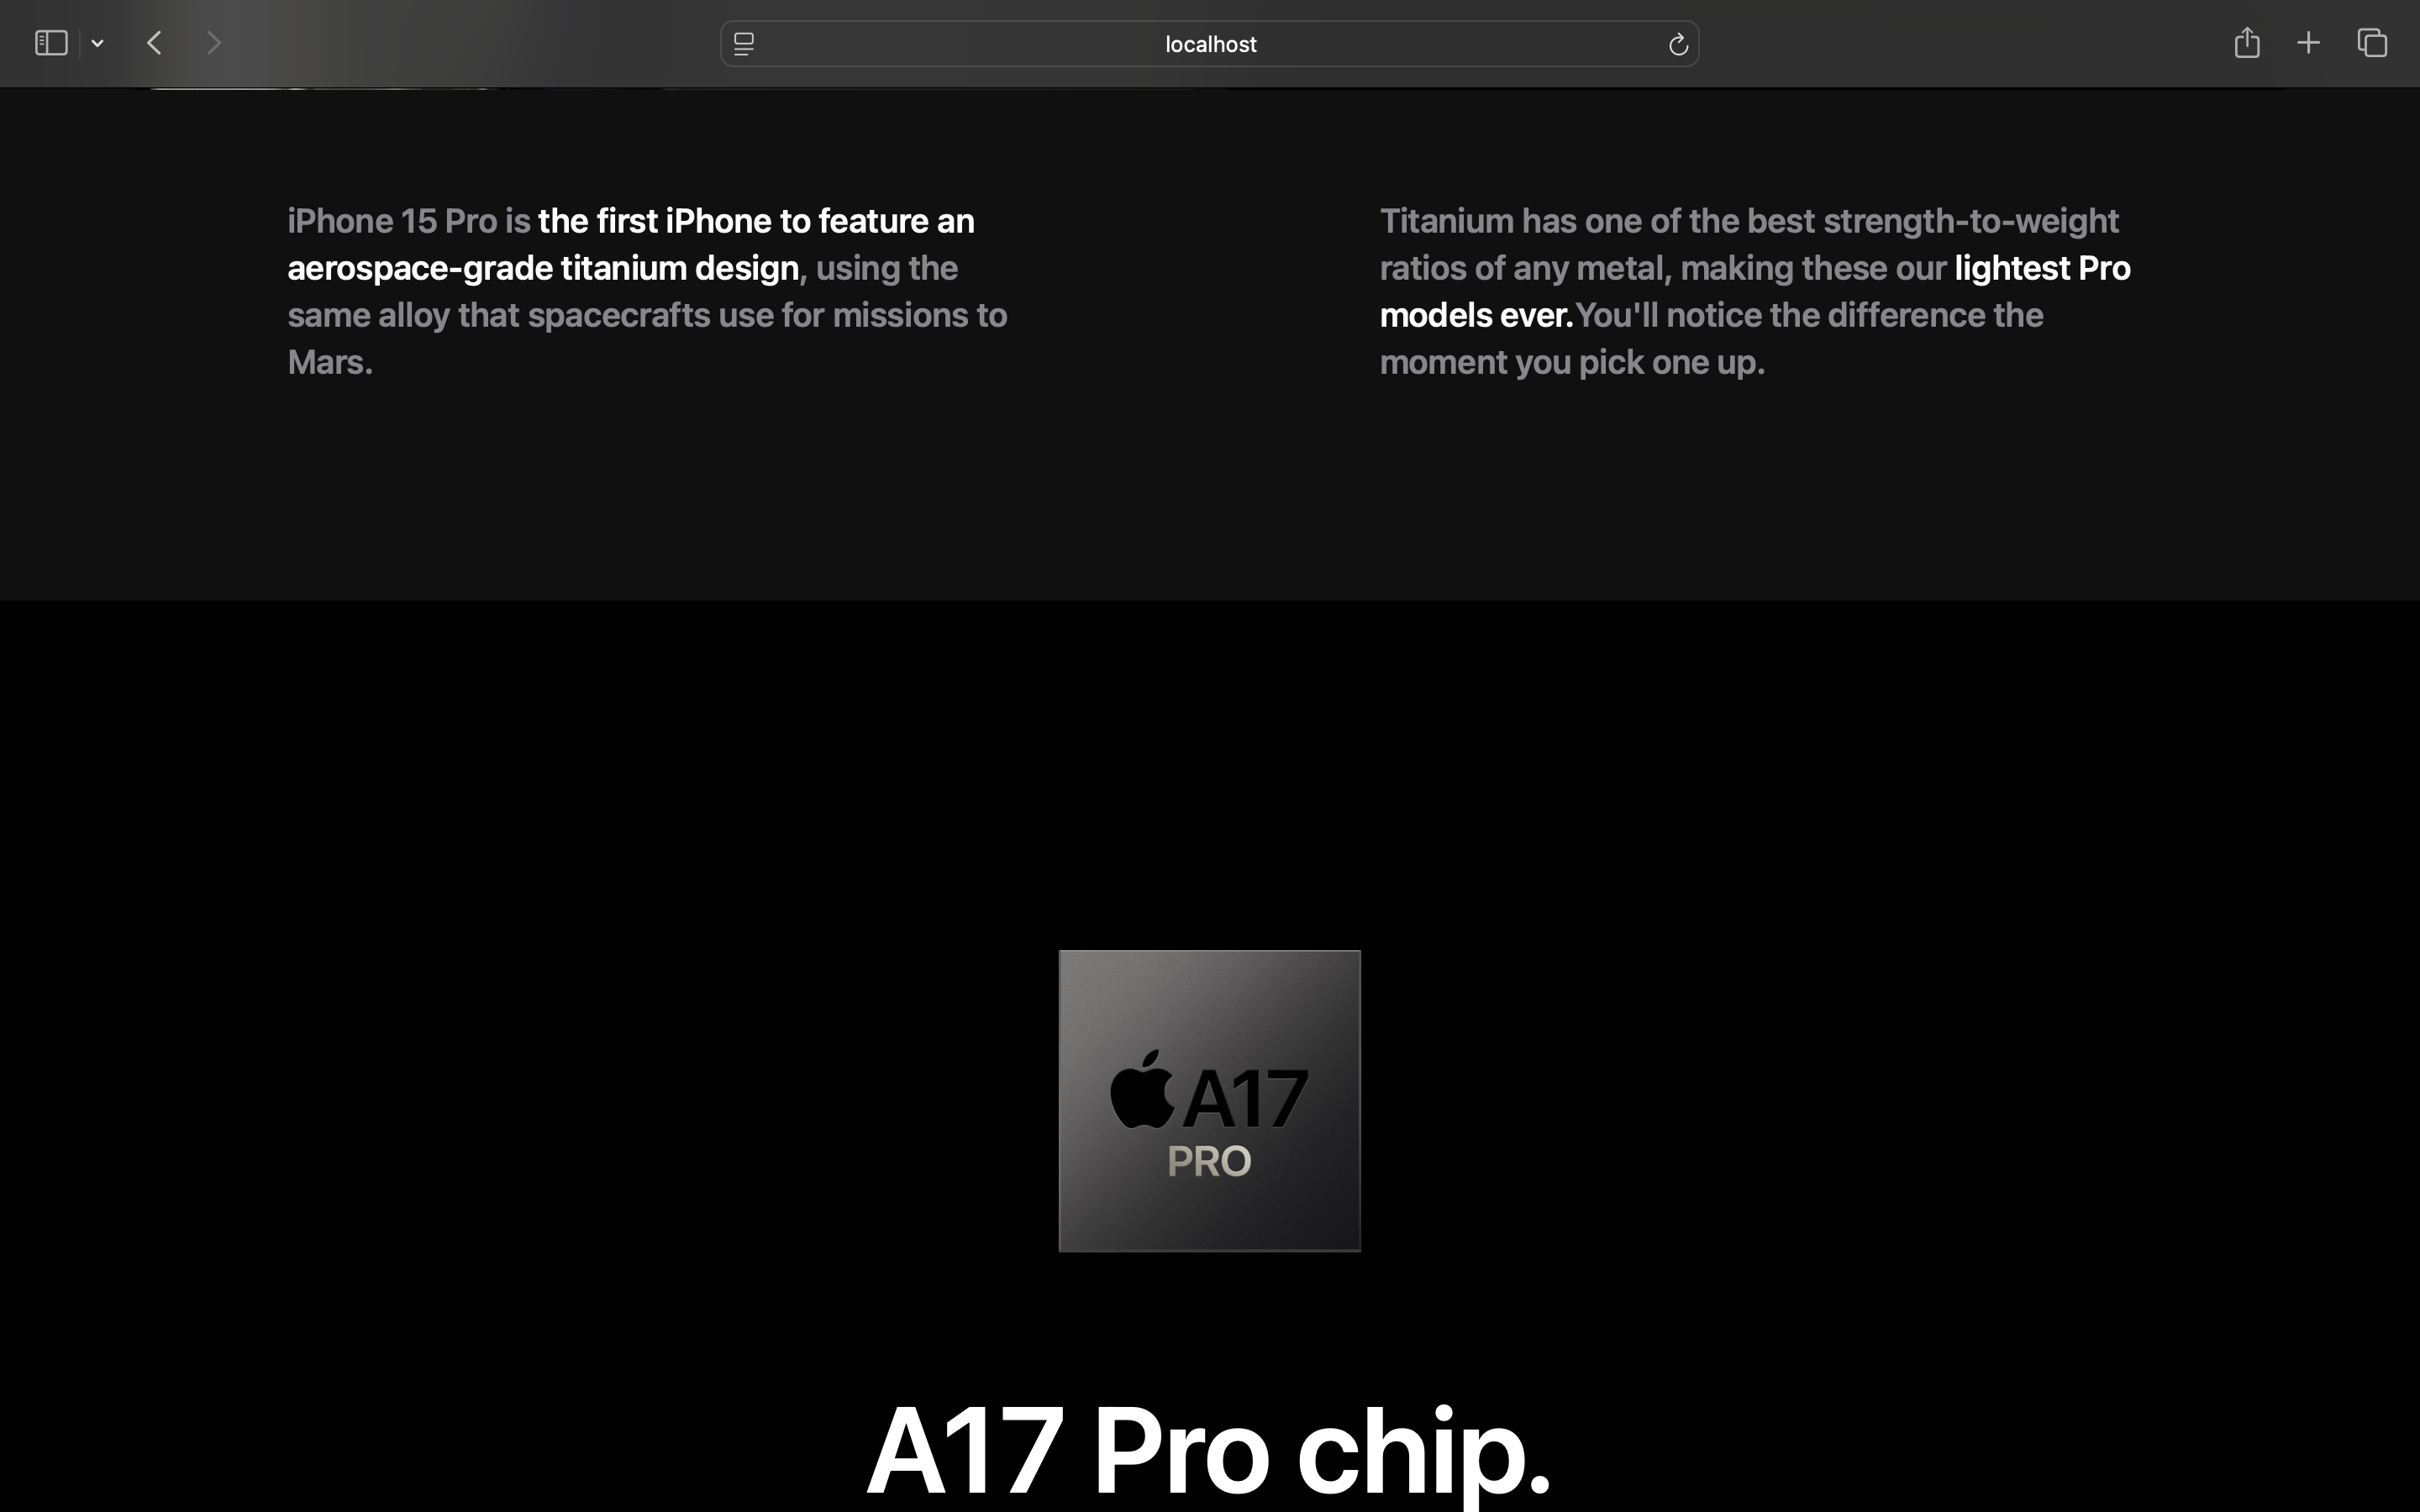 localhost
iPhone 15 Pro is the first iPhone to feature an
aerospace-grade titanium design, using the
same alloy that spacecrafts use for missions to
Mars.
Titanium has one of the best strength-to-weight
ratios of any metal, making these our lightest Pro
models ever.You'll notice the difference the
moment you pick one up.
A17
PRO
A17 Pro chip.